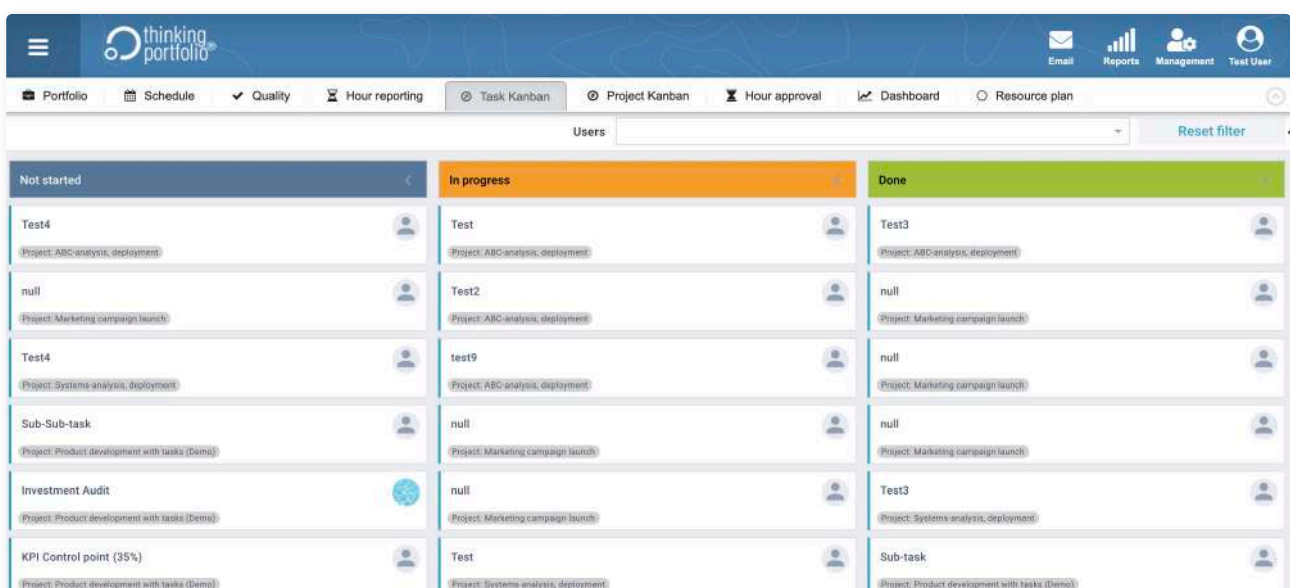 thinking
portfolio®
Email
Reports
Management
Test User
Portfolio
Schedule
Quality
Hour reporting
Task Kanban
Project Kanban
Hour approval
Dashboard
Resource plan
Users
Reset filter
Not started
Test4
Project: ABC-analysis, deployment
null
Project: Marketing campaign launch
Test4
Project: Systems-analysis, deployment
Sub-Sub-task
Project: Product development with tasks (Demo)
Investment Audit
Project: Product development with tasks (Demo)
KPI Control point (35%)
Project: Product development with tasks (Demo)
In progress
Test
Project: ABC-analysis, deployment
Test2
Project: ABC-analysis, deployment
test9
Project: ABC-analysis, deployment
null
Project: Marketing campaign launch
null
Project: Marketing campaign launch
Test
Project: Systems-analysis, deployment
Done
Test3
Project: ABC-analysis, deployment
null
Project: Marketing campaign launch
null
Project: Marketing campaign launch
null
Project: Marketing campaign launch
Test3
Project: Systems-analysis, deployment
Sub-task
Project: Product development with tasks (Demo)